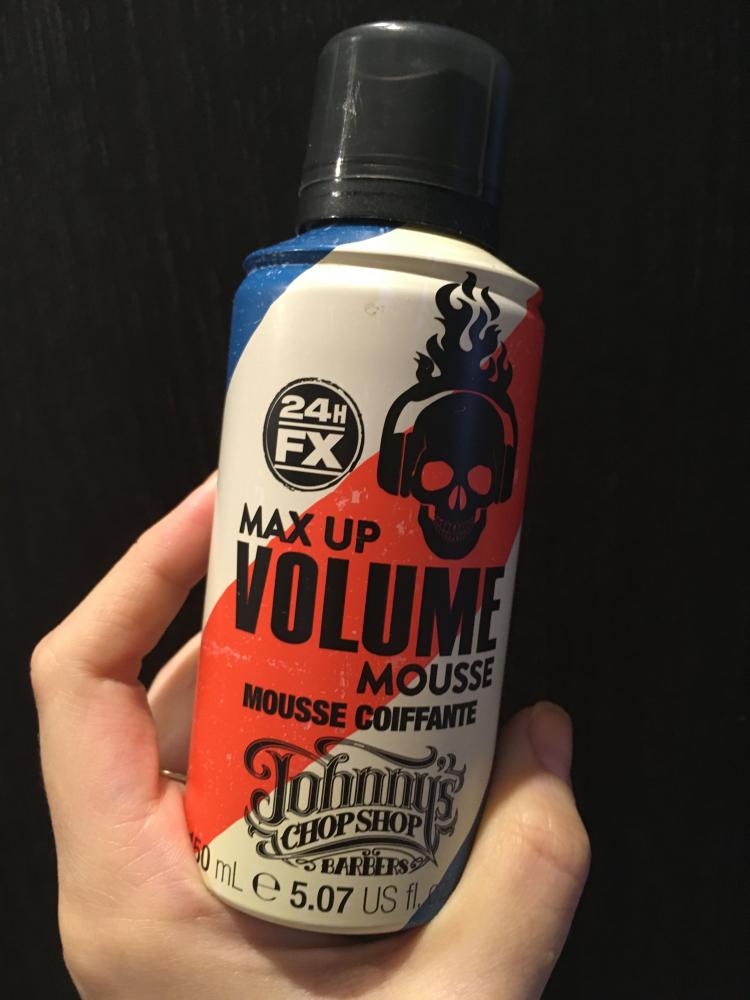 24H
FX
MAX UP
VOLUME
MOUSSE
MOUSSE COIFFANTE
Johnny's
CHOP SHOP
BARBERS
mL ℮ 5.07 US fl.